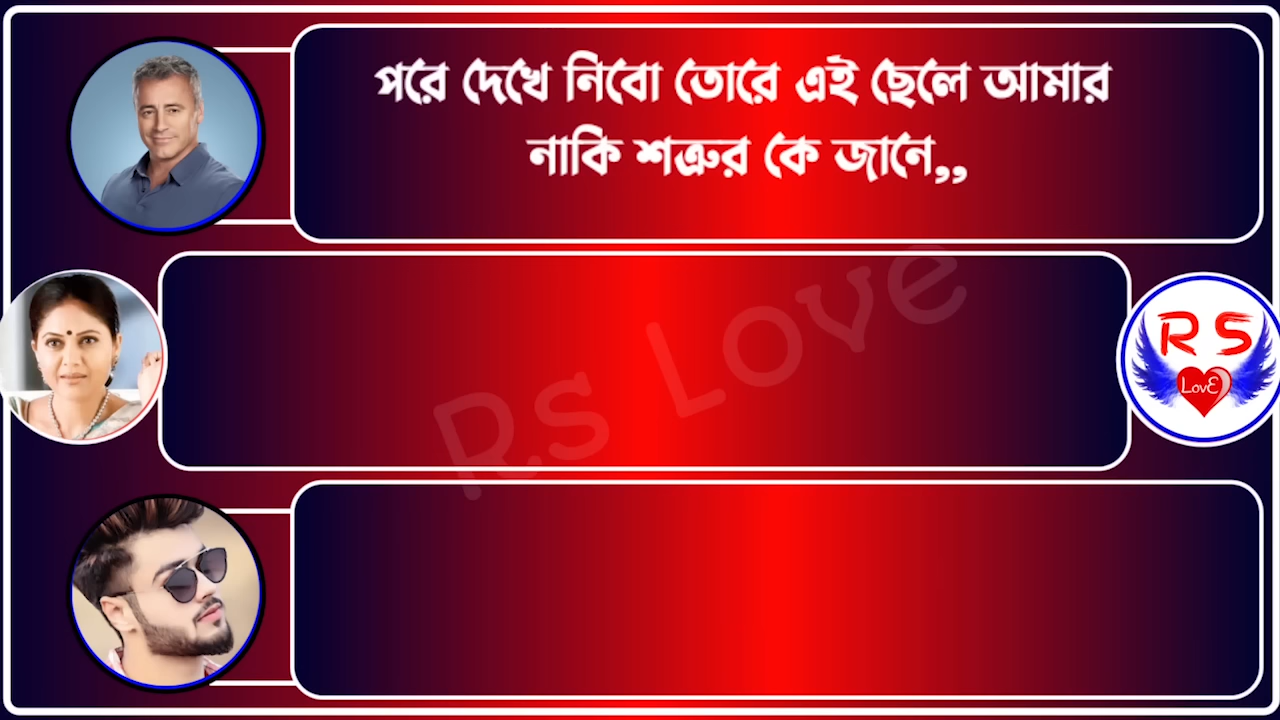 পরে দেখে নিবো তোরে এই ছেলে আমার
নাকি শত্রুর কে জানে,,
Rs Love
R S
LovE